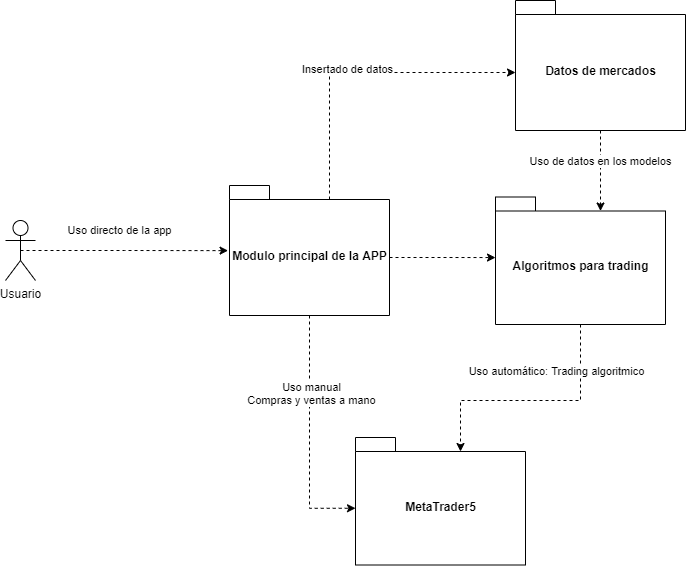 Insertado de datos
Datos de mercados
Uso de datos en los modelos
Uso directo de la app
Usuario
Modulo principal de la APP
Algoritmos para trading
Uso automático: Trading algoritmico
Uso manual
Compras y ventas a mano
MetaTrader5